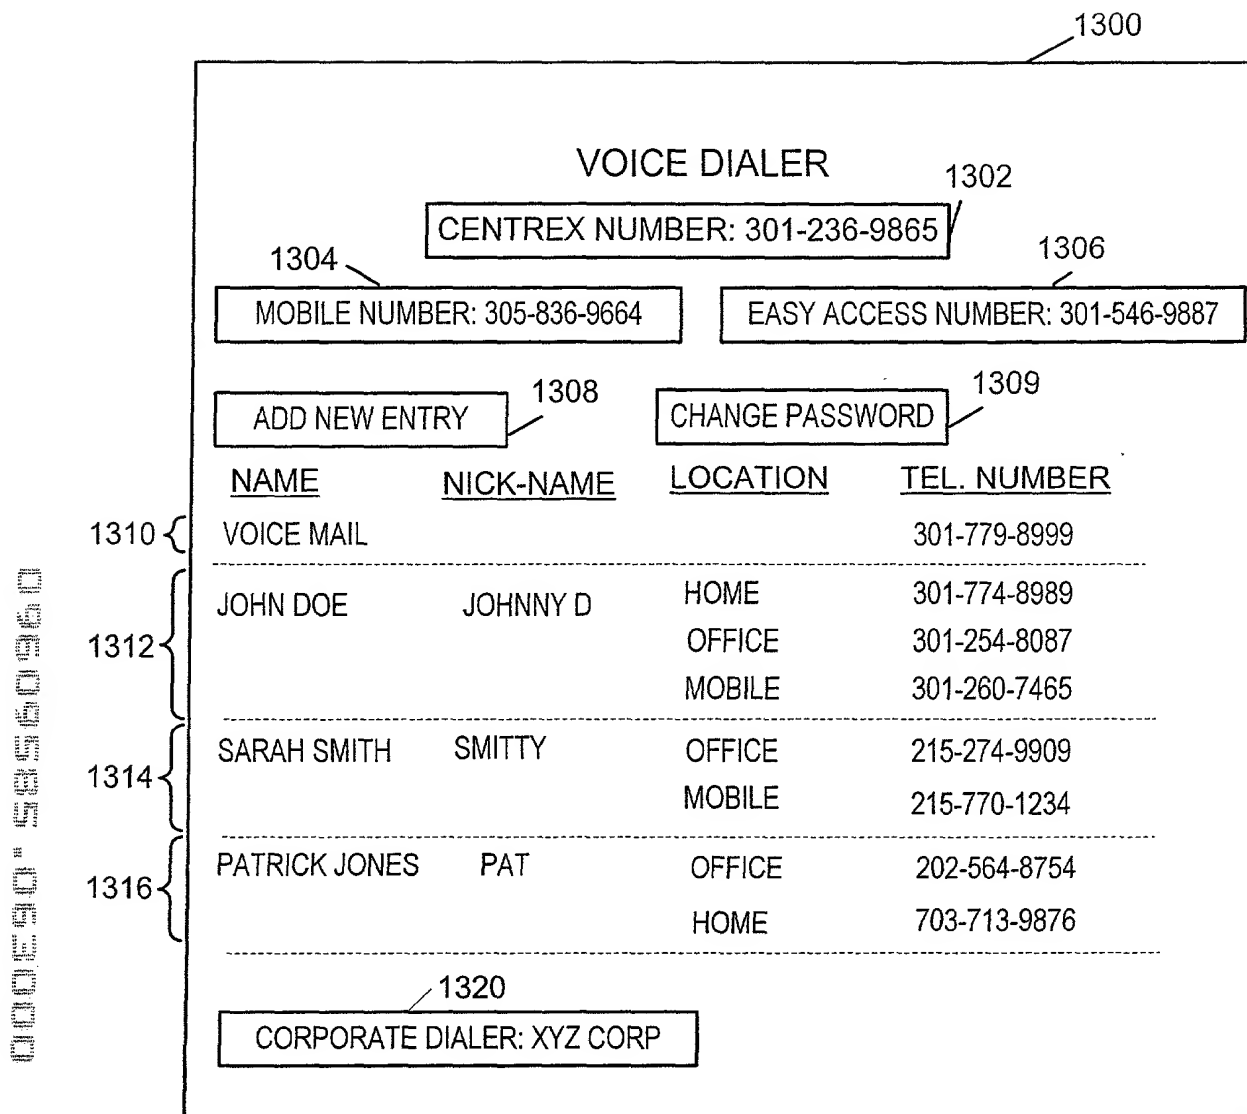 1300
VOICE DIALER
1302
CENTREX NUMBER: 301-236-9865
1304
1306
MOBILE NUMBER: 305-836-9664
EASY ACCESS NUMBER: 301-546-9887
1308
1309
ADD NEW ENTRY
CHANGE PASSWORD
NAME NICK-NAME LOCATION TEL. NUMBER
1310 VOICE MAIL 301-779-8999
JOHN DOE JOHNNY D HOME 301-774-8989
1312 OFFICE 301-254-8087
MOBILE 301-260-7465
SARAH SMITH SMITTY OFFICE 215-274-9909
1314 MOBILE 215-770-1234
PATRICK JONES PAT OFFICE 202-564-8754
1316 HOME 703-713-9876
1320
CORPORATE DIALER: XYZ CORP
09609585.063000